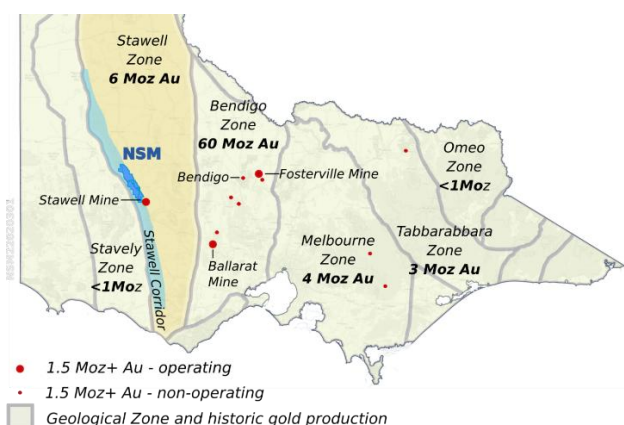 Stawell
Zone
6 Moz Au
Bendigo
Zone
60 Moz Au
NSM
Omeo
Zone
<1Moz
Bendigo
Fosterville Mine
Stawell Mine
Stavely
Zone
<1Moz
Stawell Corridor
Ballarat
Mine
Melbourne
Zone
4 Moz Au
Tabbarabbara
Zone
3 Moz Au
NSM22028301
1.5 Moz+ Au - operating
1.5 Moz+ Au - non-operating
Geological Zone and historic gold production